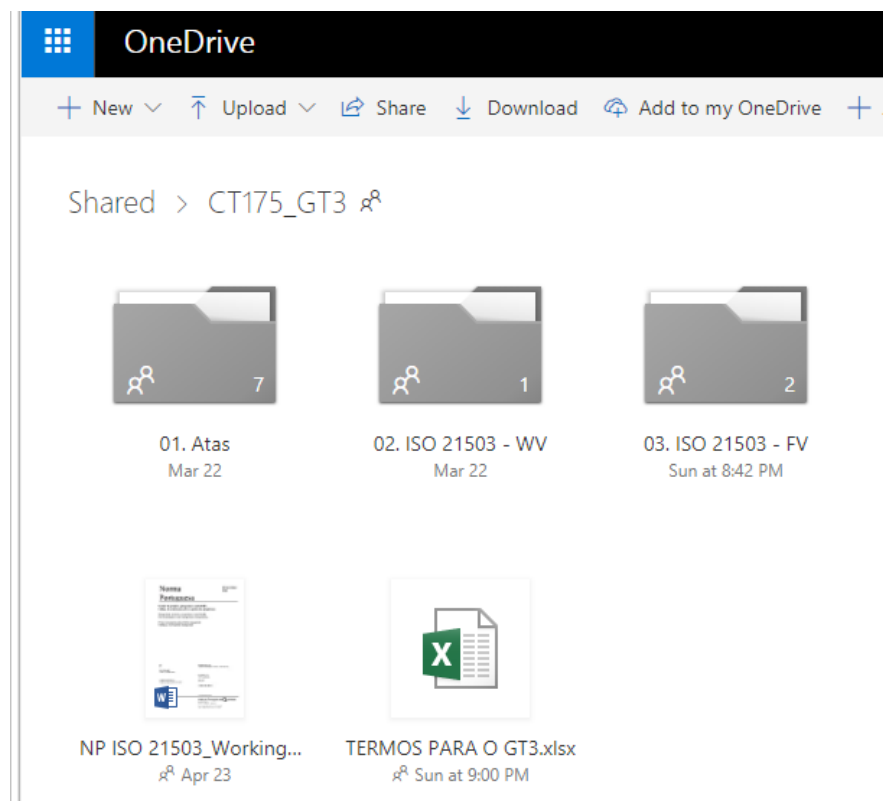 OneDrive
New Upload Share Download Add to my OneDrive
Shared > CT175_GT3
7 1 2
01. Atas 02. ISO 21503 - WV 03. ISO 21503 - FV
Mar 22 Mar 22 Sun at 8:42 PM
Norma
Portuguesa
NP ISO 21503_Working... TERMOS PARA O GT3.xlsx
Apr 23 Sun at 9:00 PM